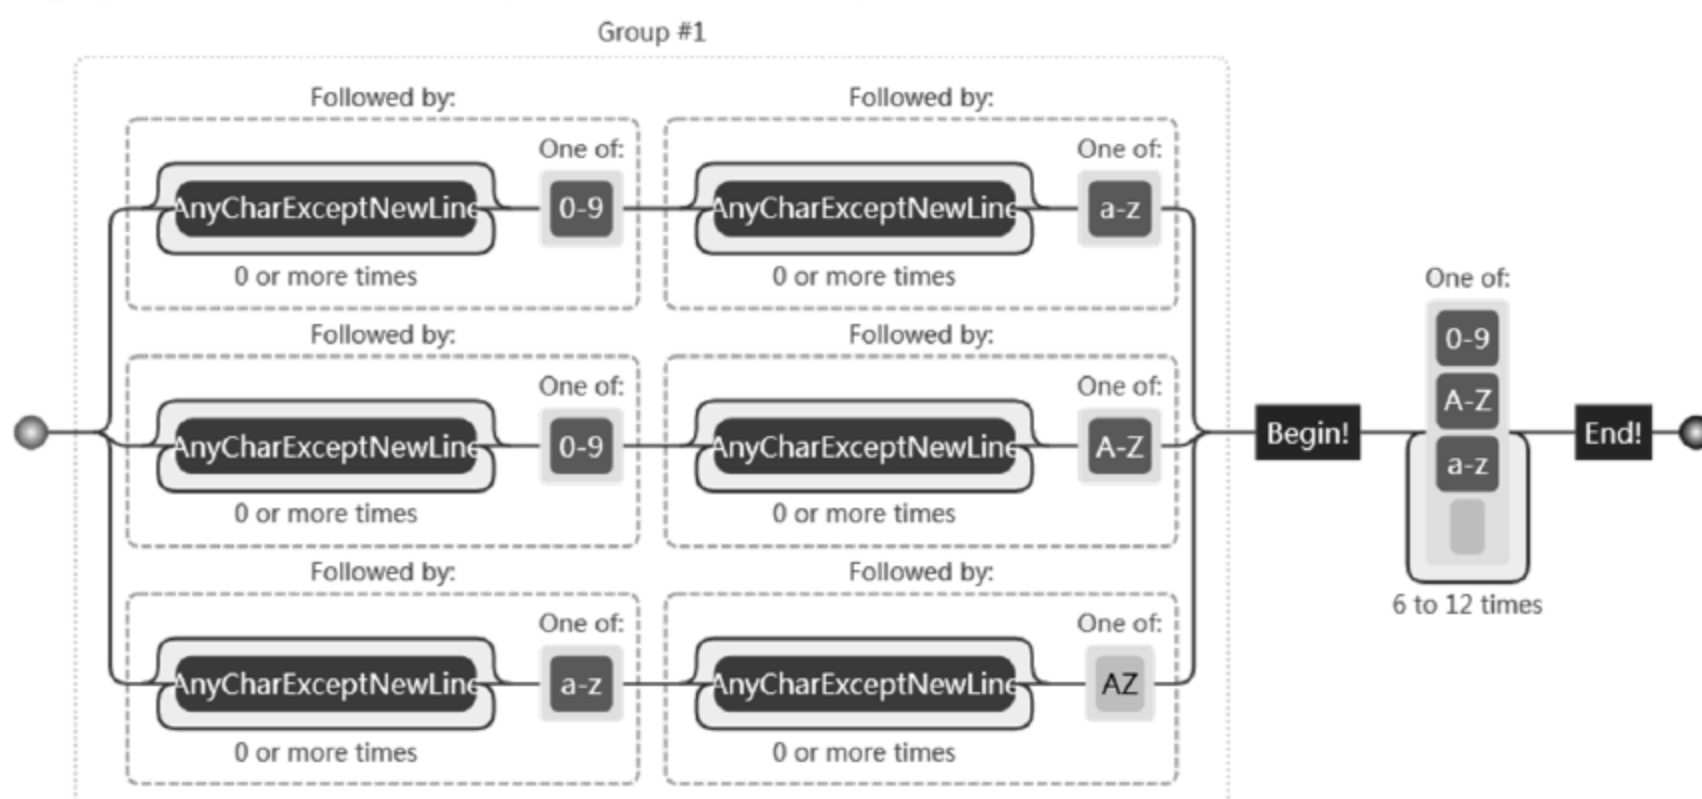 Group #1
Followed by: Followed by:
One of: One of:
AnyCharExceptNewLine 0-9 AnyCharExceptNewLine a-z
0 or more times 0 or more times
Followed by: Followed by:
One of: One of:
AnyCharExceptNewLine 0-9 AnyCharExceptNewLine A-Z
0 or more times 0 or more times
Followed by: Followed by:
One of: One of:
AnyCharExceptNewLine a-z AnyCharExceptNewLine AZ
0 or more times 0 or more times
Begin!
One of:
0-9
A-Z
a-z
6 to 12 times
End!